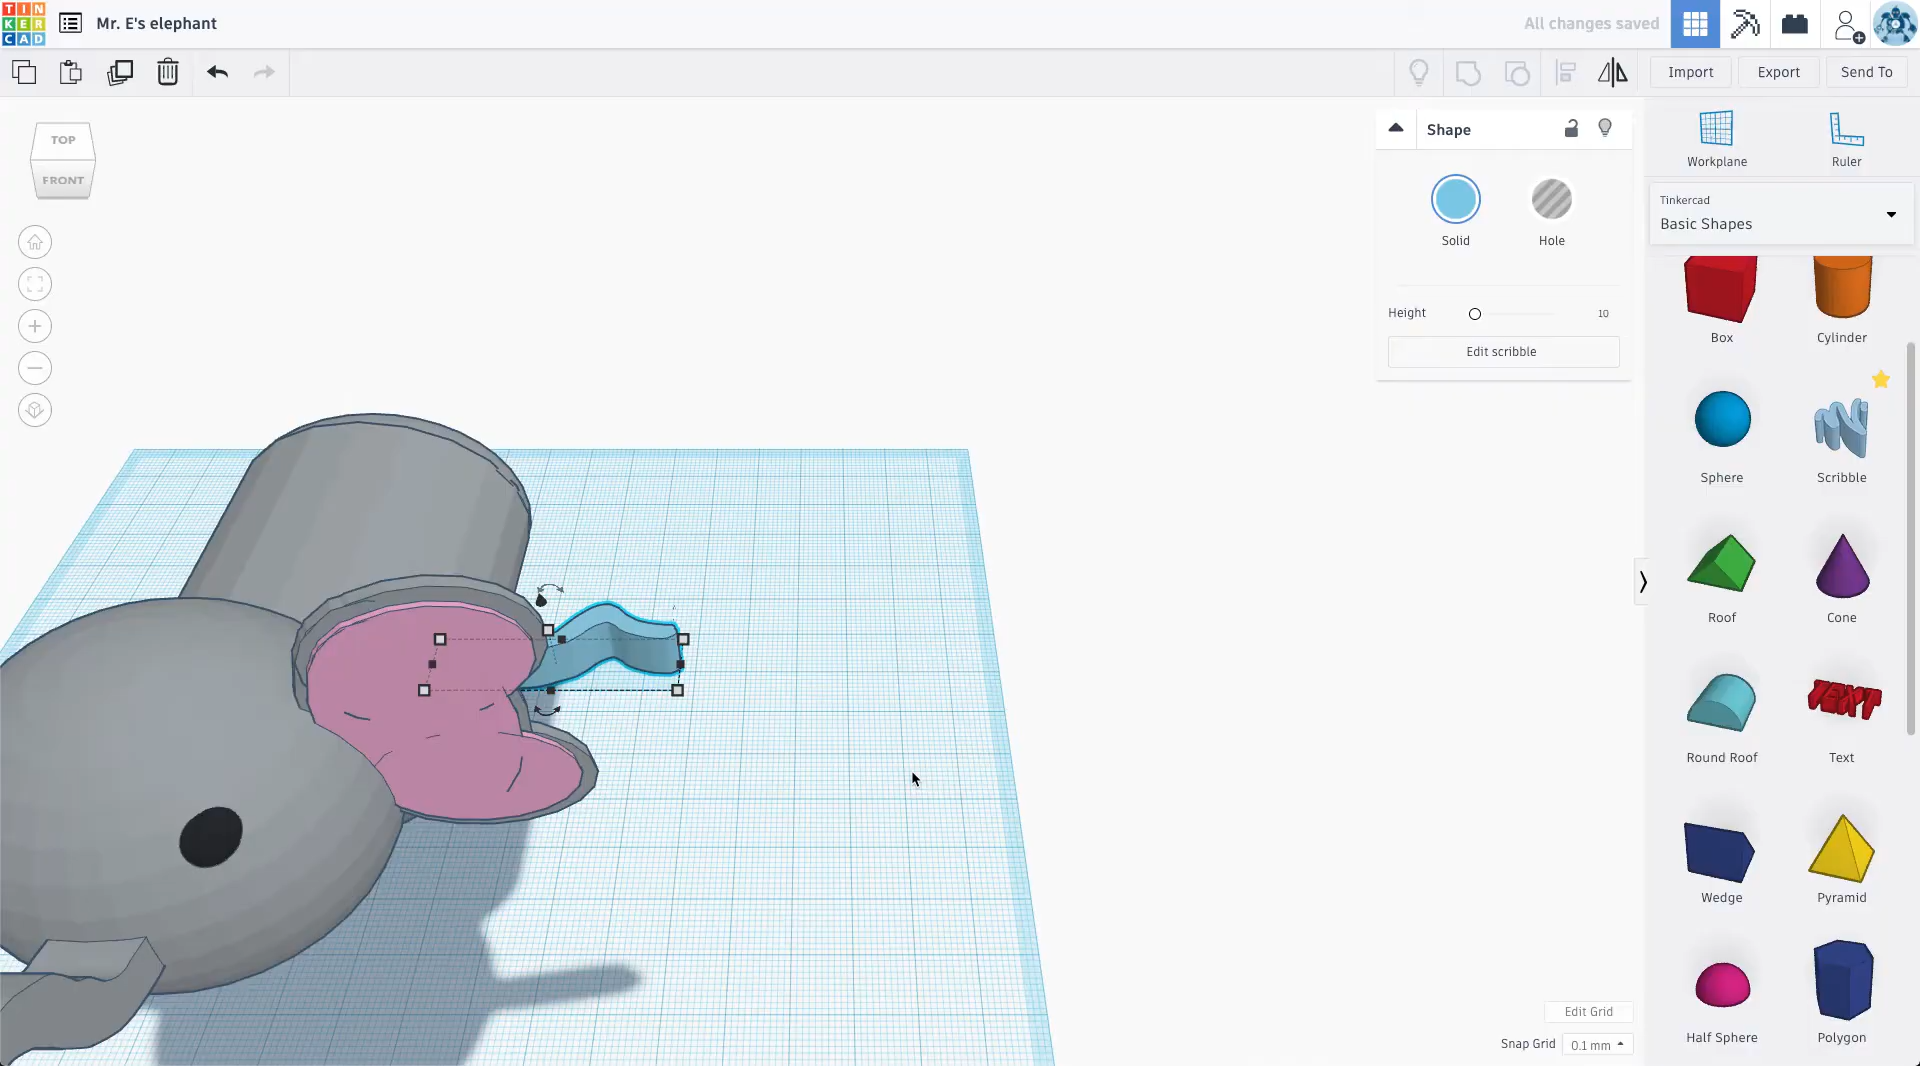 TIN
KER
CAD
Mr. E's elephant
All changes saved
Import
Export
Send To
TOP
FRONT
Shape
Solid
Hole
Height
10
Edit scribble
Workplane
Ruler
Tinkercad
Basic Shapes
Box
Cylinder
Sphere
Scribble
Roof
Cone
Round Roof
TEXT
Text
Wedge
Pyramid
Half Sphere
Polygon
Edit Grid
Snap Grid
0.1 mm